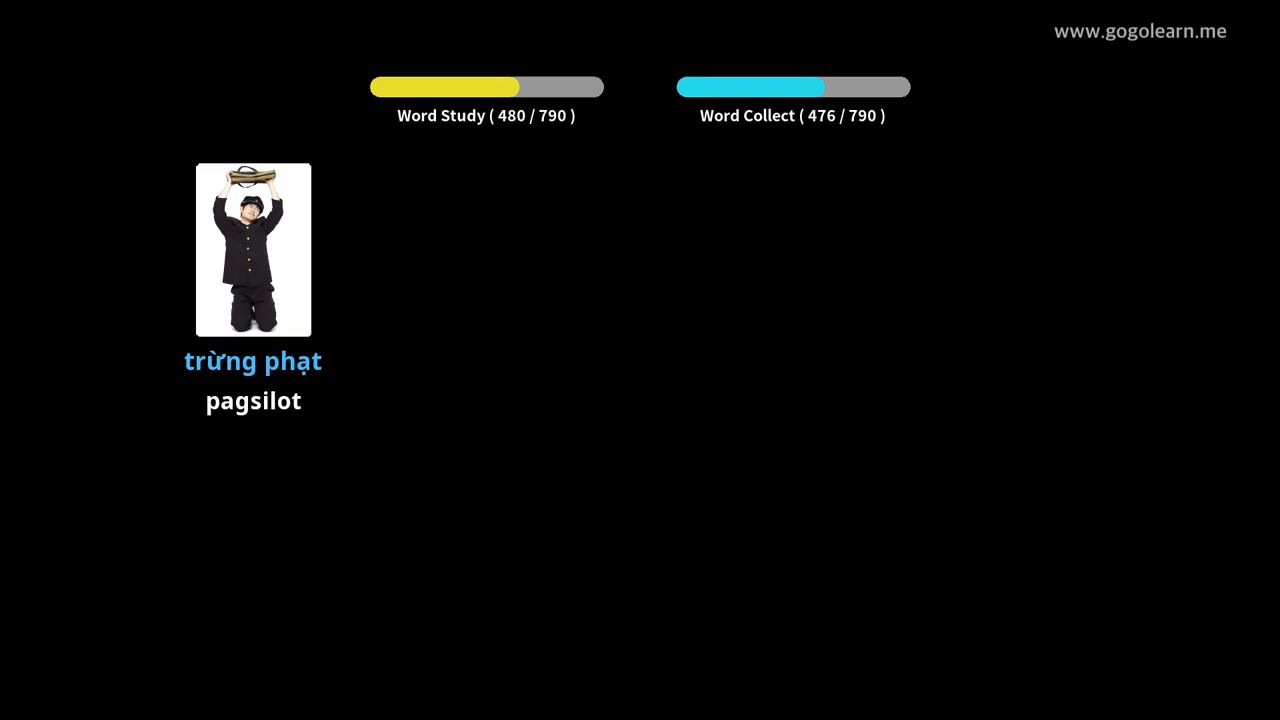 www.gogolearn.me
Word Study ( 480 / 790 )
Word Collect ( 476 / 790 )
trừng phạt
pagsilot